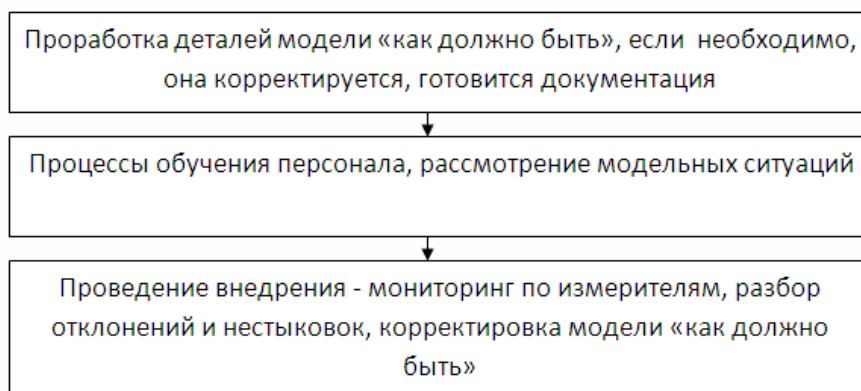 Проработка деталей модели «как должно быть», если  необходимо,
она корректируется, готовится документация
Процессы обучения персонала, рассмотрение модельных ситуаций
Проведение внедрения - мониторинг по измерителям, разбор
отклонений и нестыковок, корректировка модели «как должно
быть»